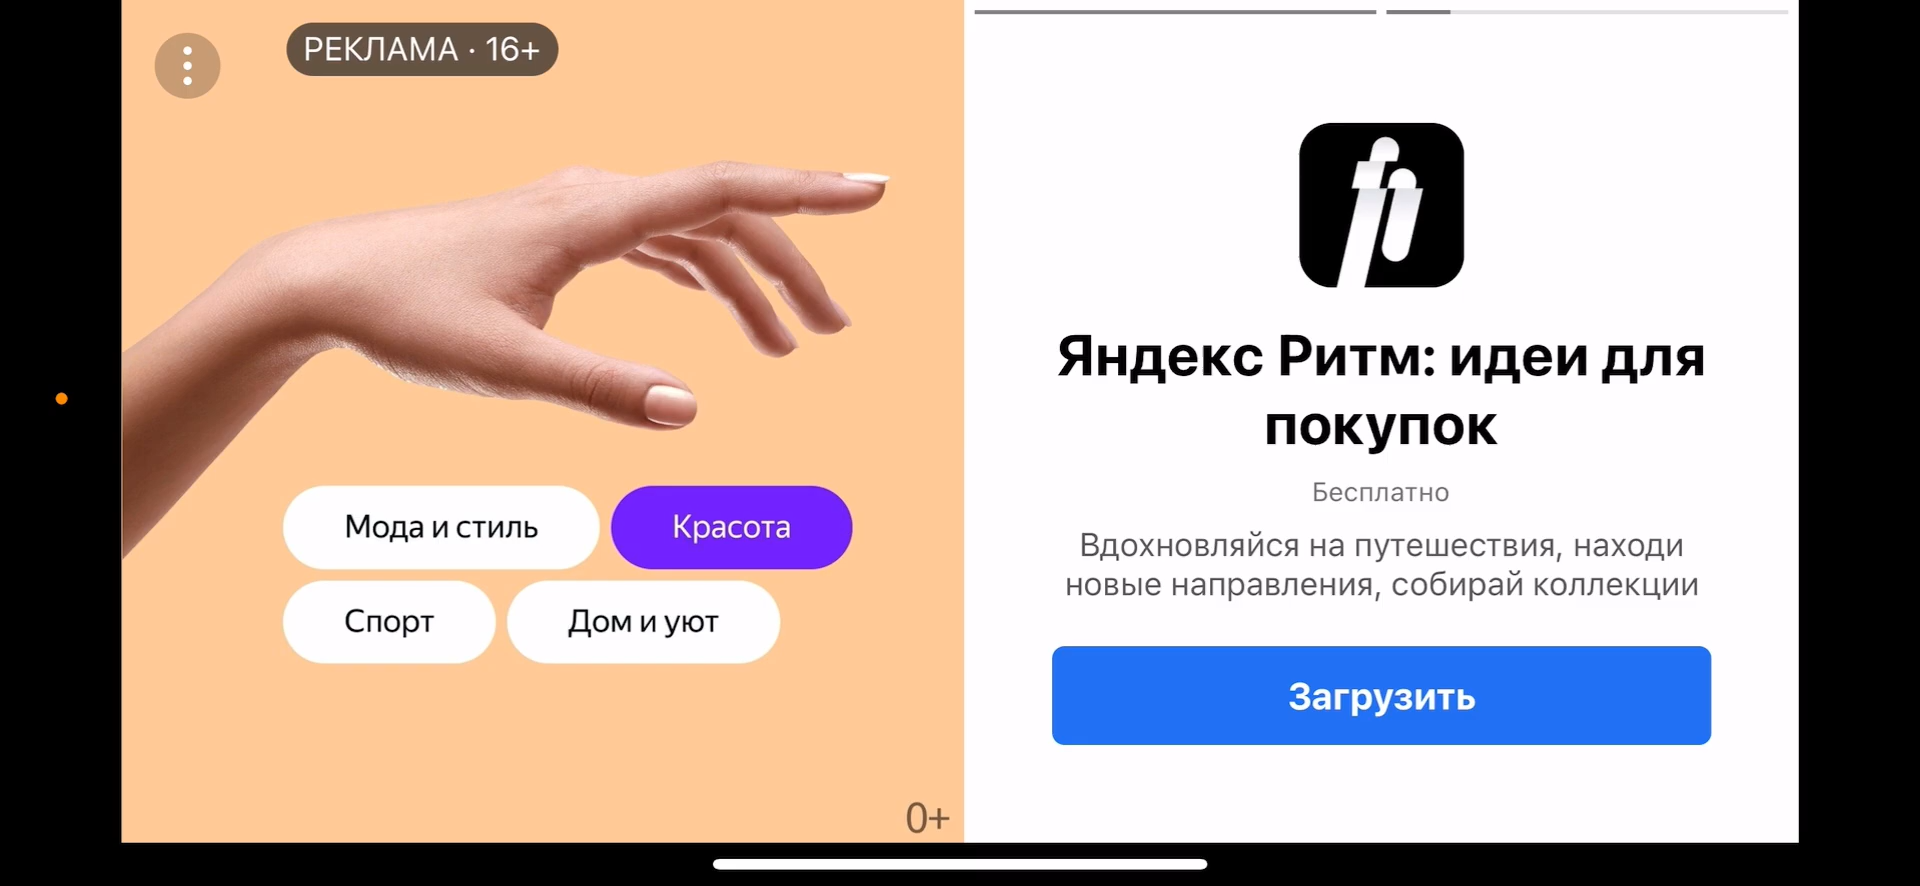 РЕКЛАМА · 16+
Мода и стиль
Красота
Спорт
Дом и уют
0+
Яндекс Ритм: идеи для
покупок
Бесплатно
Вдохновляйся на путешествия, находи
новые направления, собирай коллекции
Загрузить